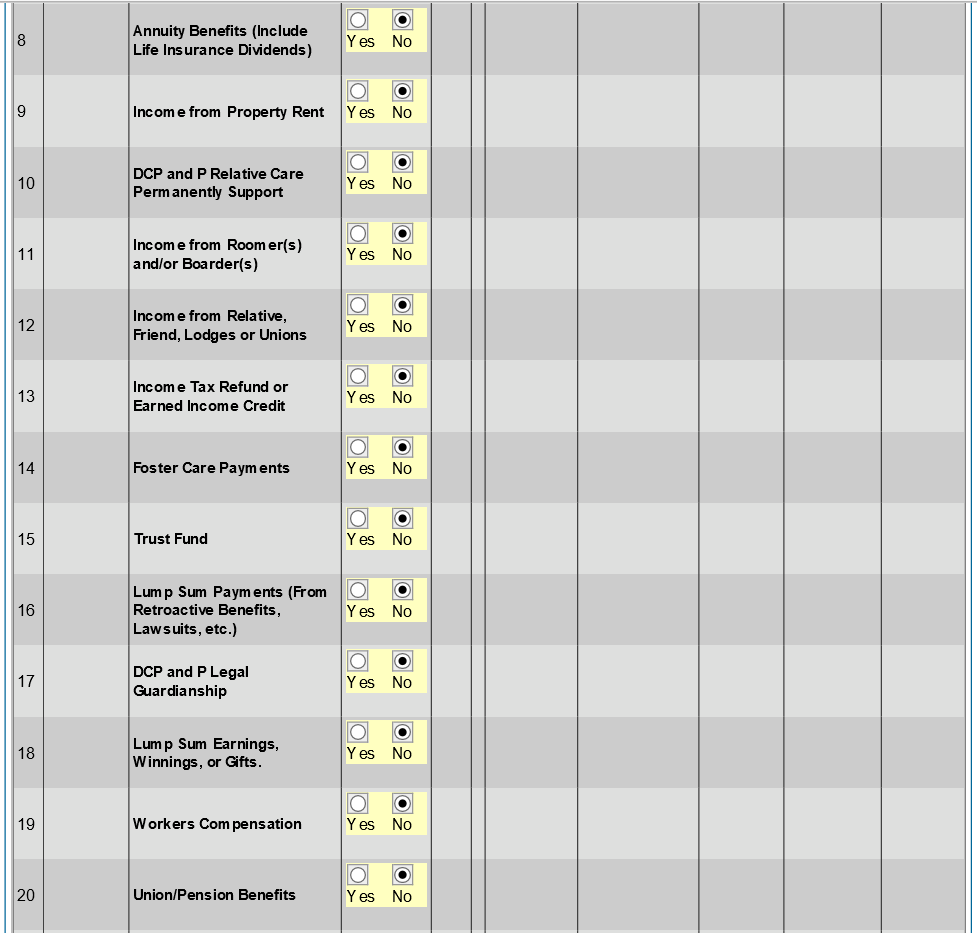 Annuity Benefits (Include
8
Life Insurance Dividends)
Yes No
9
Income from Property Rent
Yes No
DCP and P Relative Care
10
Permanently Support
Yes No
Income from Roomer(s)
11
and/or Boarder(s)
Yes No
Income from Relative,
12
Friend, Lodges or Unions
Yes No
Income Tax Refund or
13
Earned Income Credit
Yes No
14
Foster Care Payments
Yes No
15
Trust Fund
Yes No
Lump Sum Payments (From
16
Retroactive Benefits,
Lawsuits, etc.)
Yes No
DCP and P Legal
17
Guardianship
Yes No
Lump Sum Earnings,
18
Winnings, or Gifts.
Yes No
19
Workers Compensation
Yes No
20
Union/Pension Benefits
Yes No